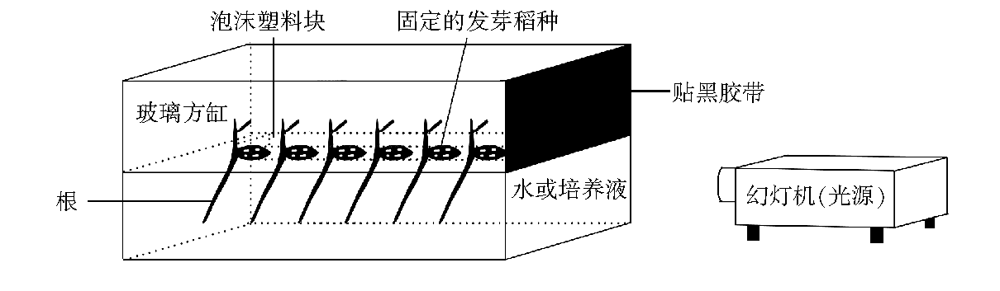 泡沫塑料块
固定的发芽稻种
贴黑胶带
玻璃方缸
根
水或培养液
幻灯机(光源)